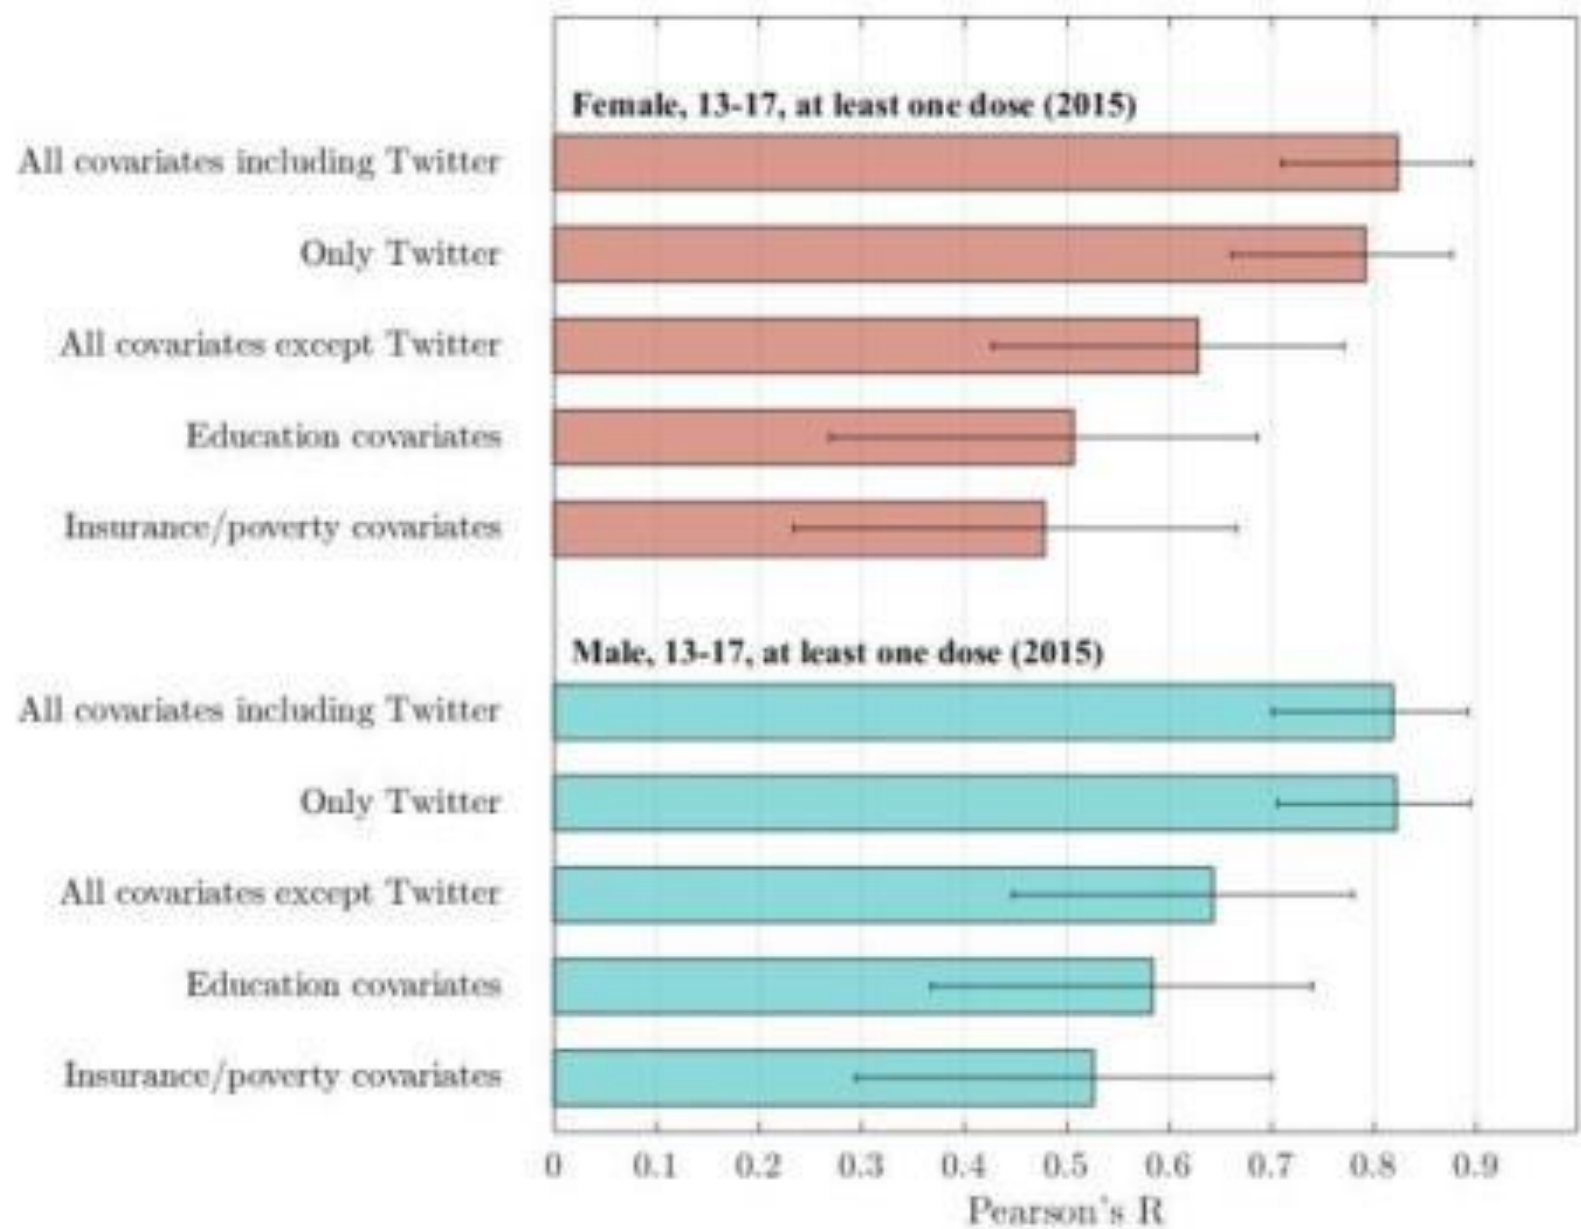 Female, 13-17, at least one dose (2015)
All covariates including Twitter
Only Twitter
All covariates except Twitter
Education covariates
Insurance/poverty covariates
Male, 13-17, at least one dose (2015)
All covariates including Twitter
Only Twitter
All covariates except Twitter
Education covariates
Insurance/poverty covariates
0 0.1 0.2 0.3 0.4 0.5 0.6 0.7 0.8 0.9
Pearson's R